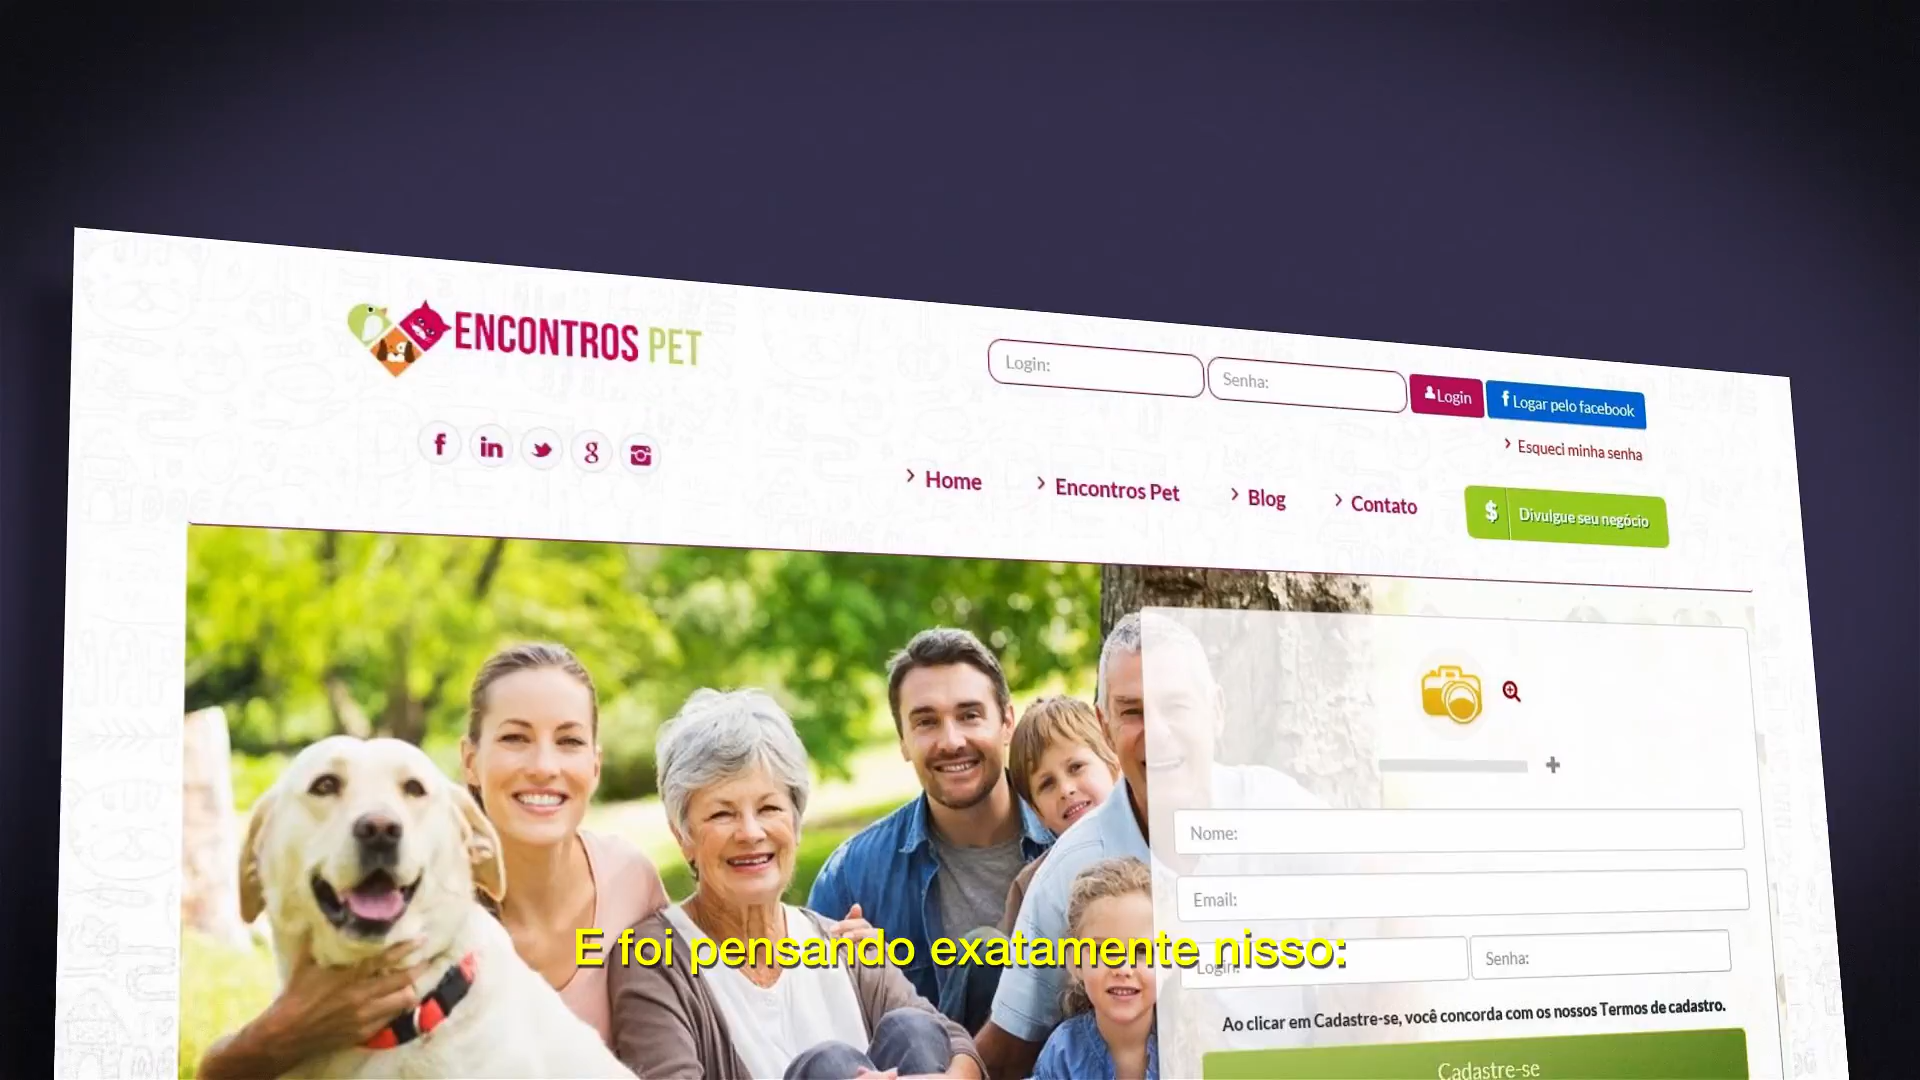 ENCONTROS PET
Login:
Senha:
Login
f Logar pelo facebook
Esqueci minha senha
f in g
Home
Encontros Pet
Blog
Contato
$ Divulgue seu negócio
Nome:
Email:
Login:
Senha:
E foi pensando exatamente nisso:
Ao clicar em Cadastre-se, você concorda com os nossos Termos de cadastro.
Cadastre-se